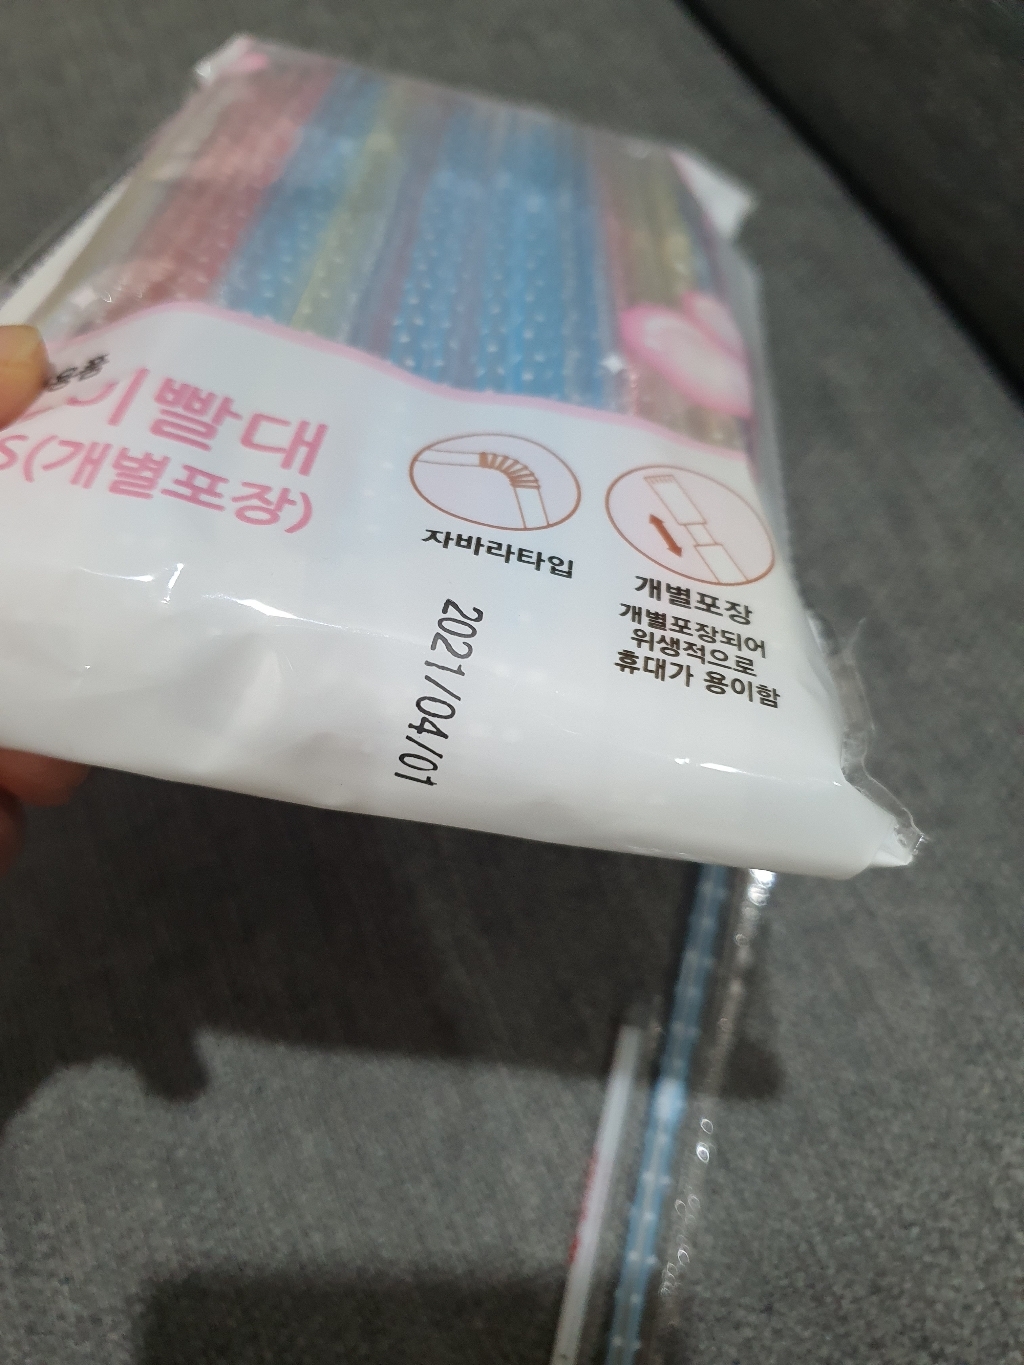 빨대
S(개별포장)
자바라타입
개별포장
개별포장되어
위생적으로
휴대가 용이함
2021/04/01